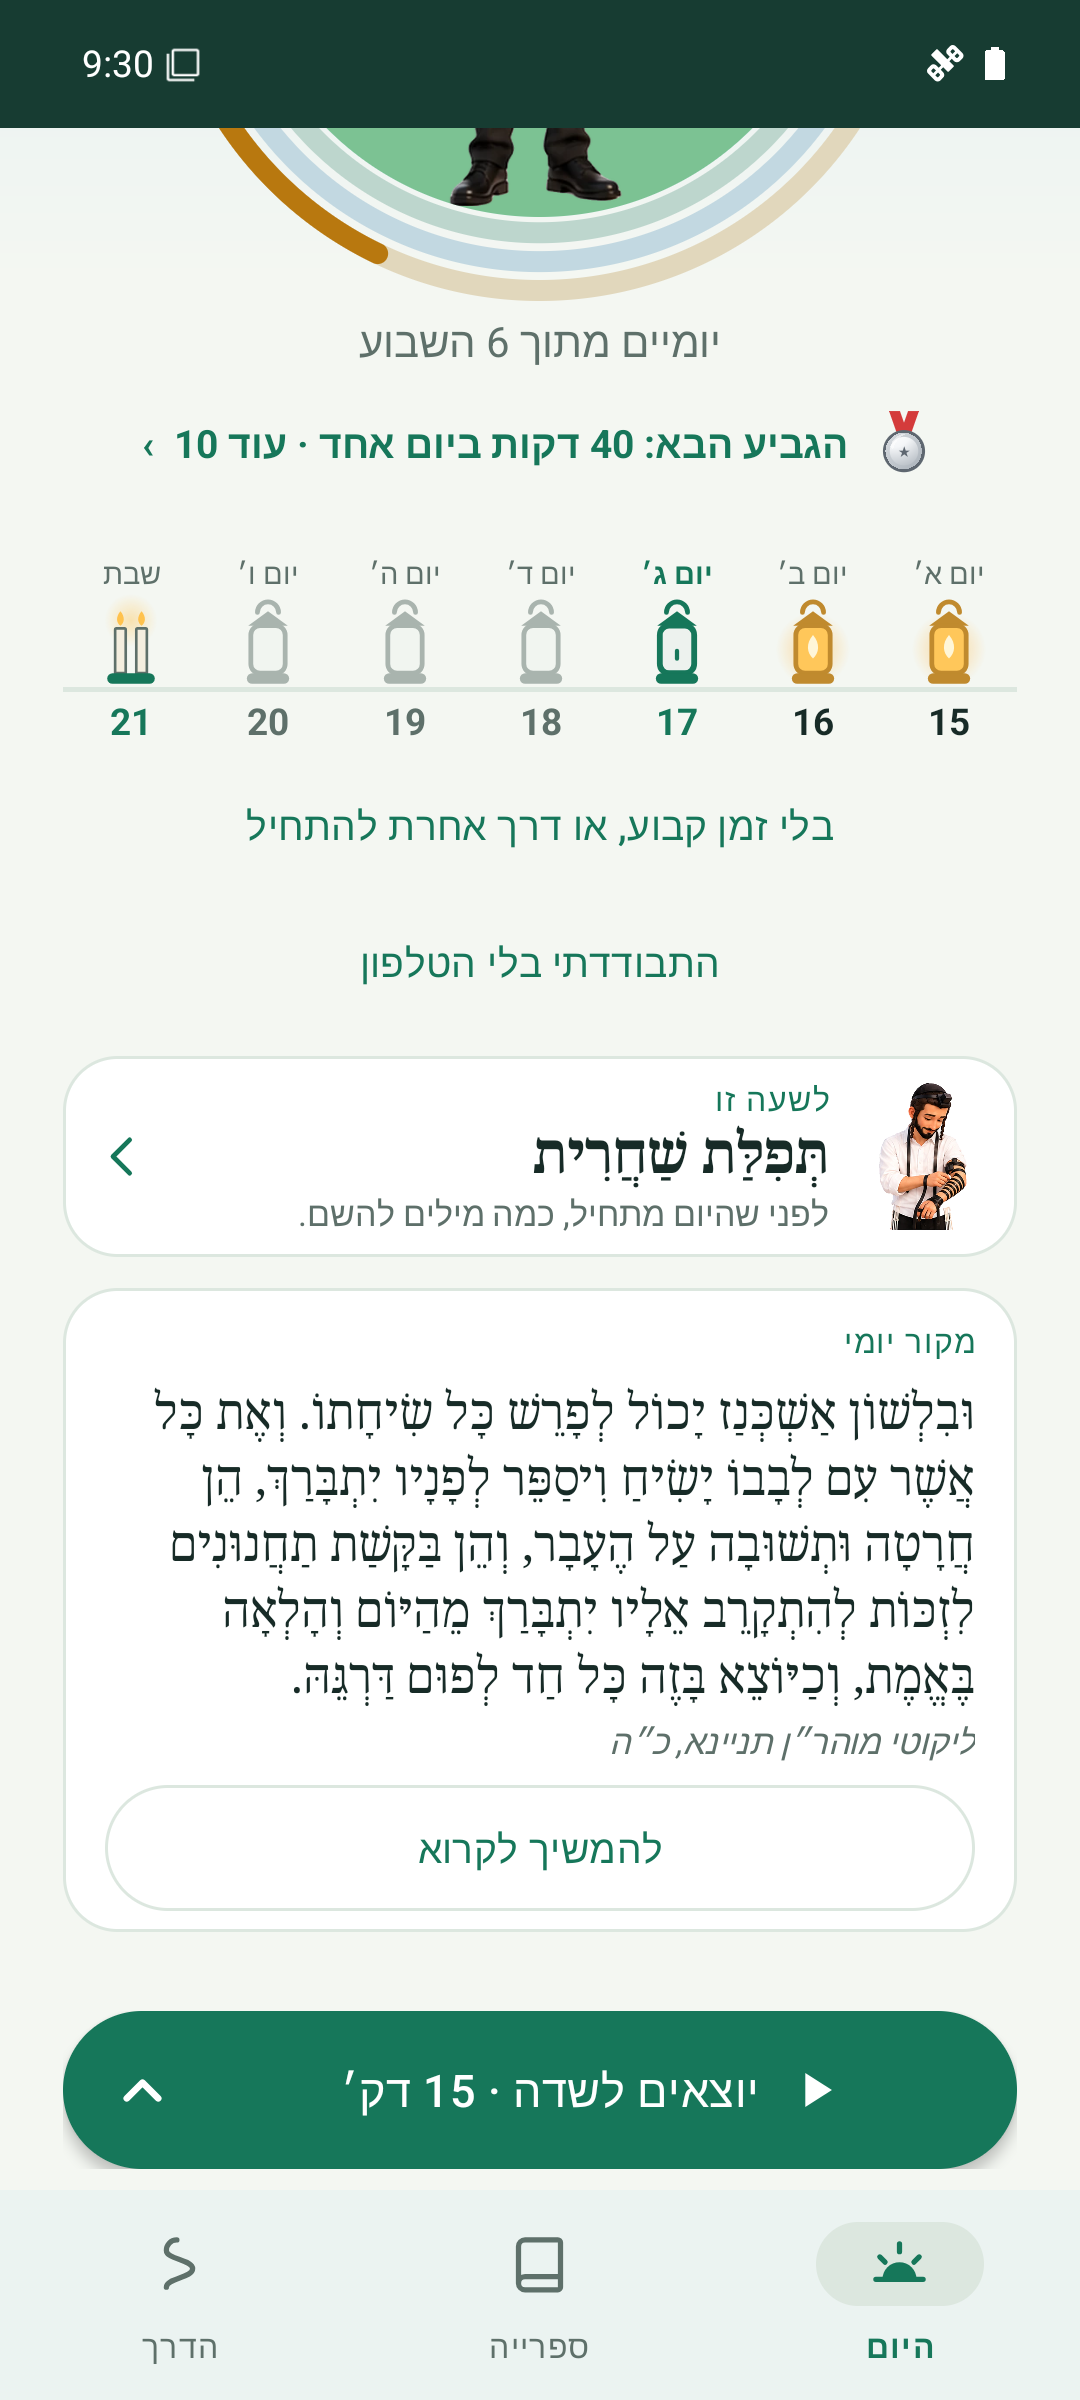 9:30
יומיים מתוך 6 השבוע
הגביע הבא: 40 דקות ביום אחד · עוד 10 ›
יום א׳ יום ב׳ יום ג׳ יום ד׳ יום ה׳ יום ו׳ שבת
15 16 17 18 19 20 21
בלי זמן קבוע, או דרך אחרת להתחיל
התבודדתי בלי הטלפון
לשעה זו
תְּפִלַּת שַׁחֲרִית
לפני שהיום מתחיל, כמה מילים להשם.
מקור יומי
וּבִלְשׁוֹן אַשְׁכְּנַז יָכוֹל לְפָרֵשׁ כָּל שִׂיחָתוֹ. וְאֶת כָּל
אֲשֶׁר עִם לְבָבוֹ יָשִׂיחַ וִיסַפֵּר לְפָנָיו יִתְבָּרַךְ, הֵן
חֲרָטָה וּתְשׁוּבָה עַל הֶעָבָר, וְהֵן בַּקָּשַׁת תַּחֲנוּנִים
לִזְכּוֹת לְהִתְקָרֵב אֵלָיו יִתְבָּרַךְ מֵהַיּוֹם וְהָלְאָה
בֶּאֱמֶת, וְכַיּוֹצֵא בָּזֶה כָּל חַד לְפוּם דַּרְגֵּהּ.
ליקוטי מוהר״ן תניינא, כ״ה
להמשיך לקרוא
יוצאים לשדה · 15 דק׳
היום ספרייה הדרך